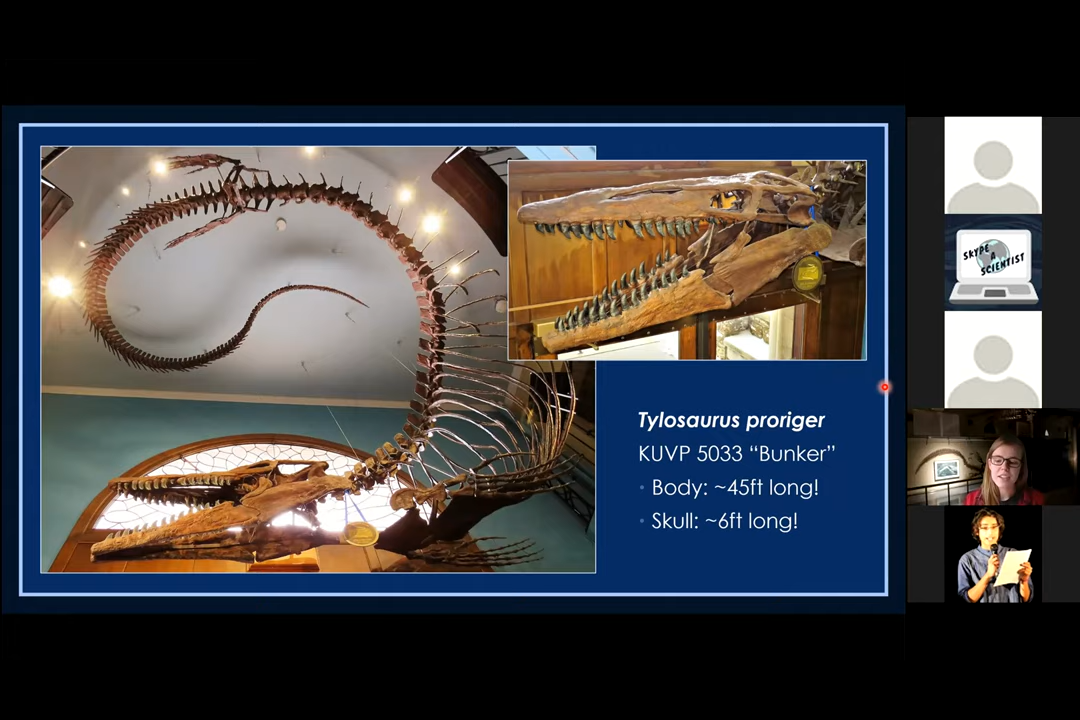 Tylosaurus proriger
KUVP 5033 “Bunker”
• Body: ~45ft long!
• Skull: ~6ft long!
SKYPE
A
SCIENTIST